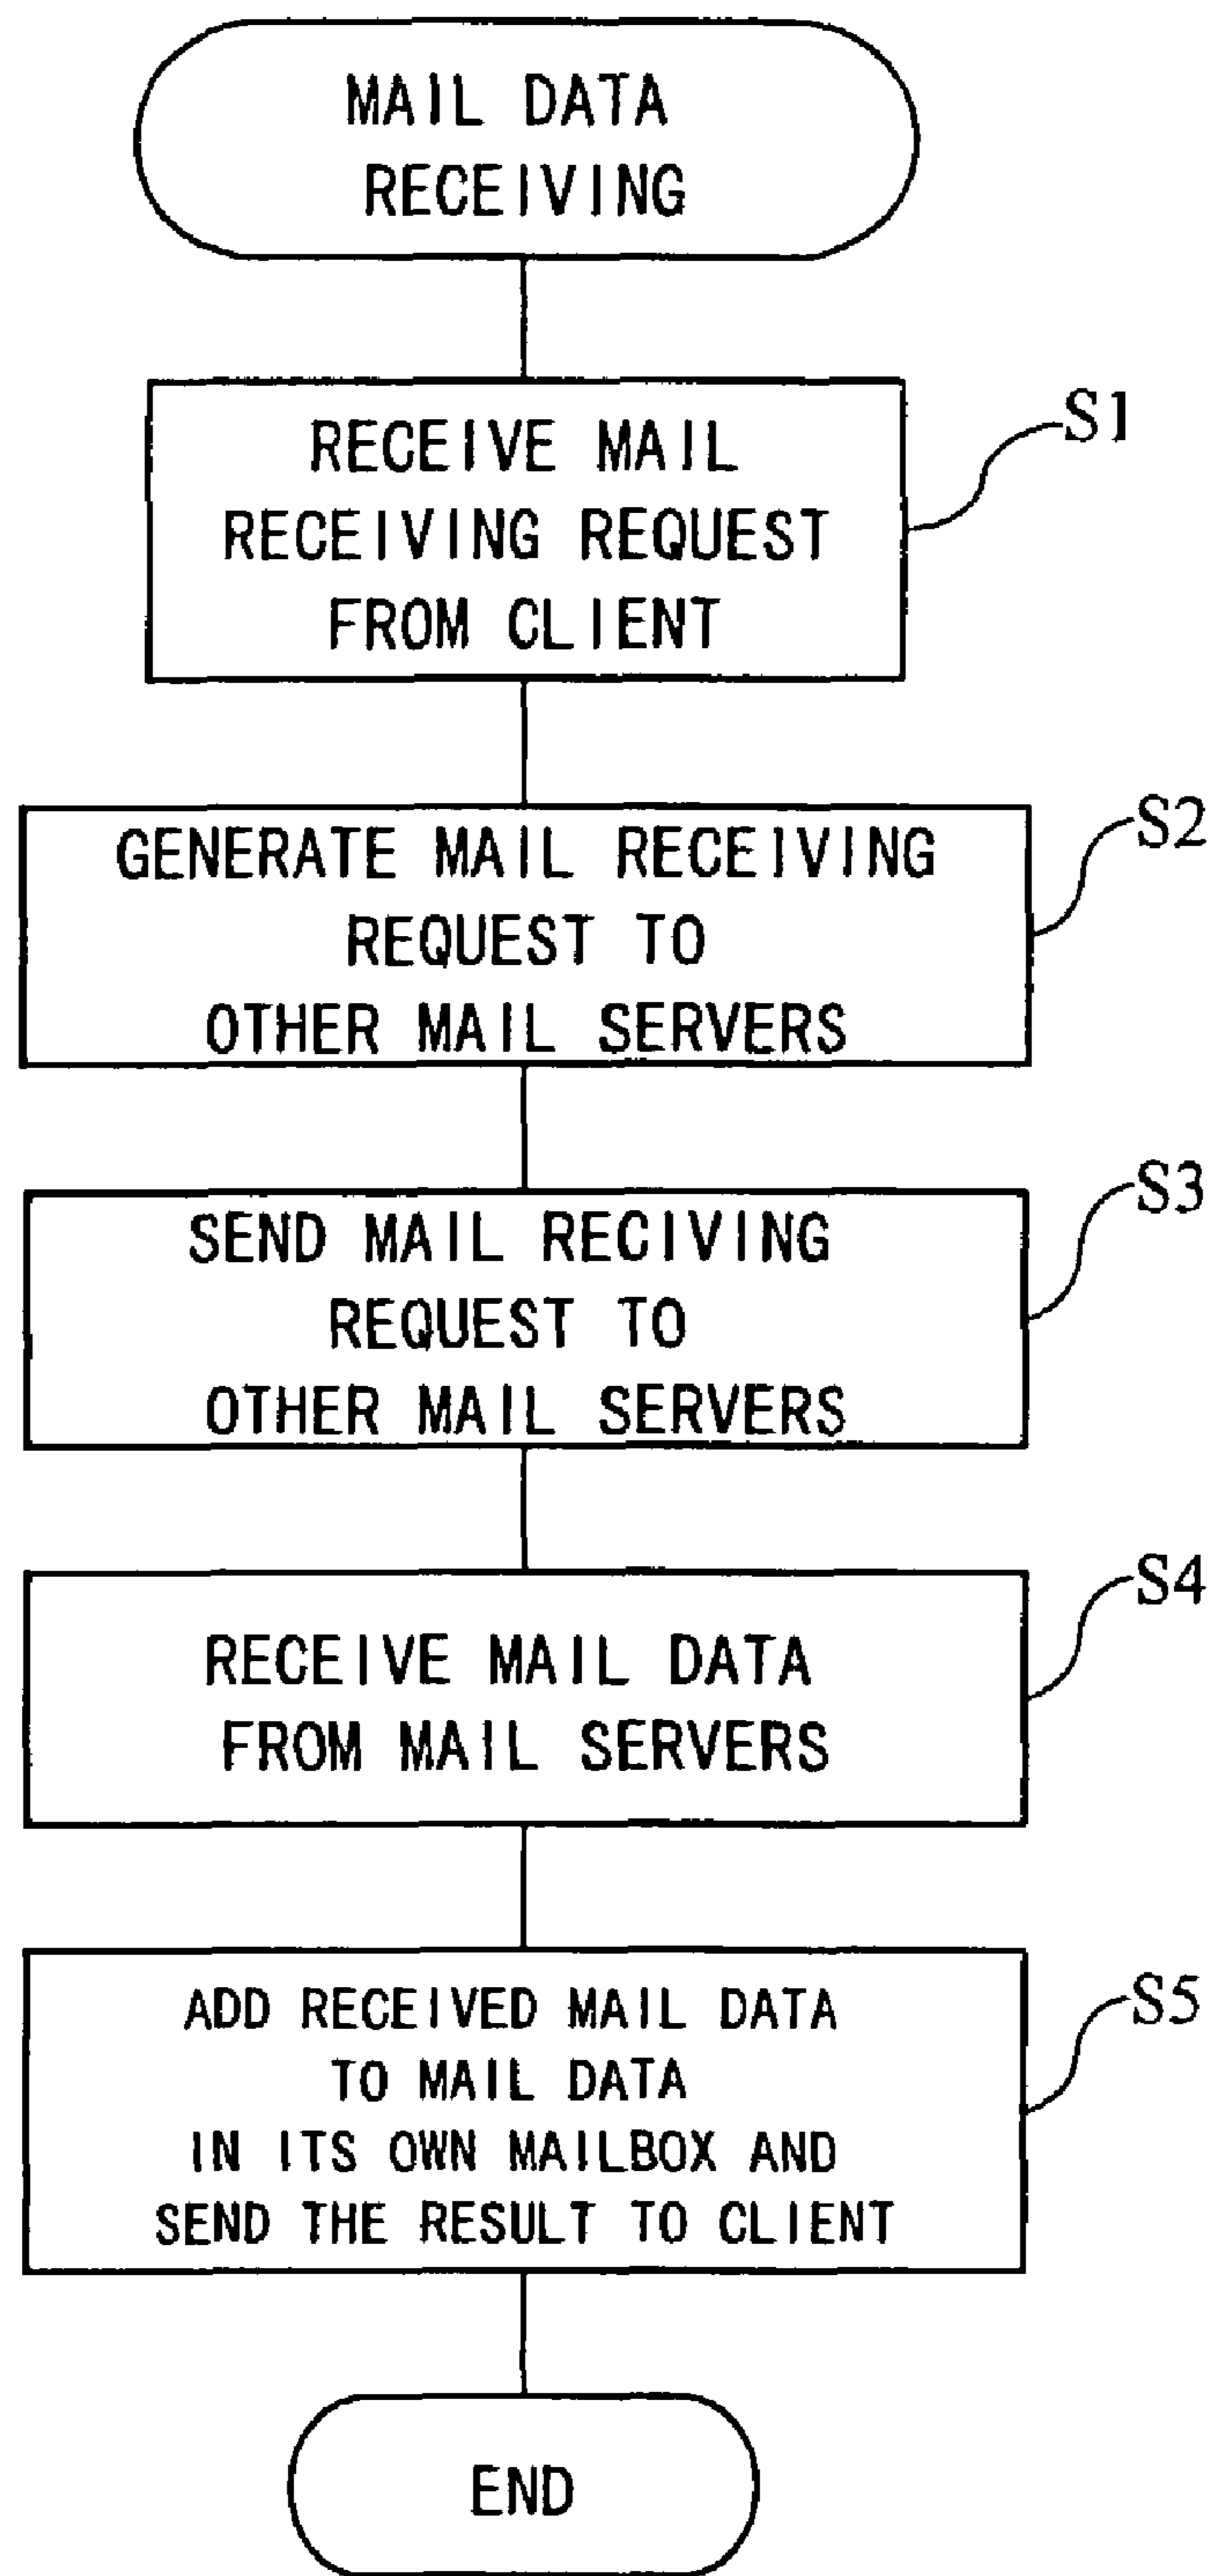 MAIL DATA
RECEIVING
RECEIVE MAIL
RECEIVING REQUEST
FROM CLIENT
S1
GENERATE MAIL RECEIVING
REQUEST TO
OTHER MAIL SERVERS
S2
SEND MAIL RECIVING
REQUEST TO
OTHER MAIL SERVERS
S3
RECEIVE MAIL DATA
FROM MAIL SERVERS
S4
ADD RECEIVED MAIL DATA
TO MAIL DATA
IN ITS OWN MAILBOX AND
SEND THE RESULT TO CLIENT
S5
END